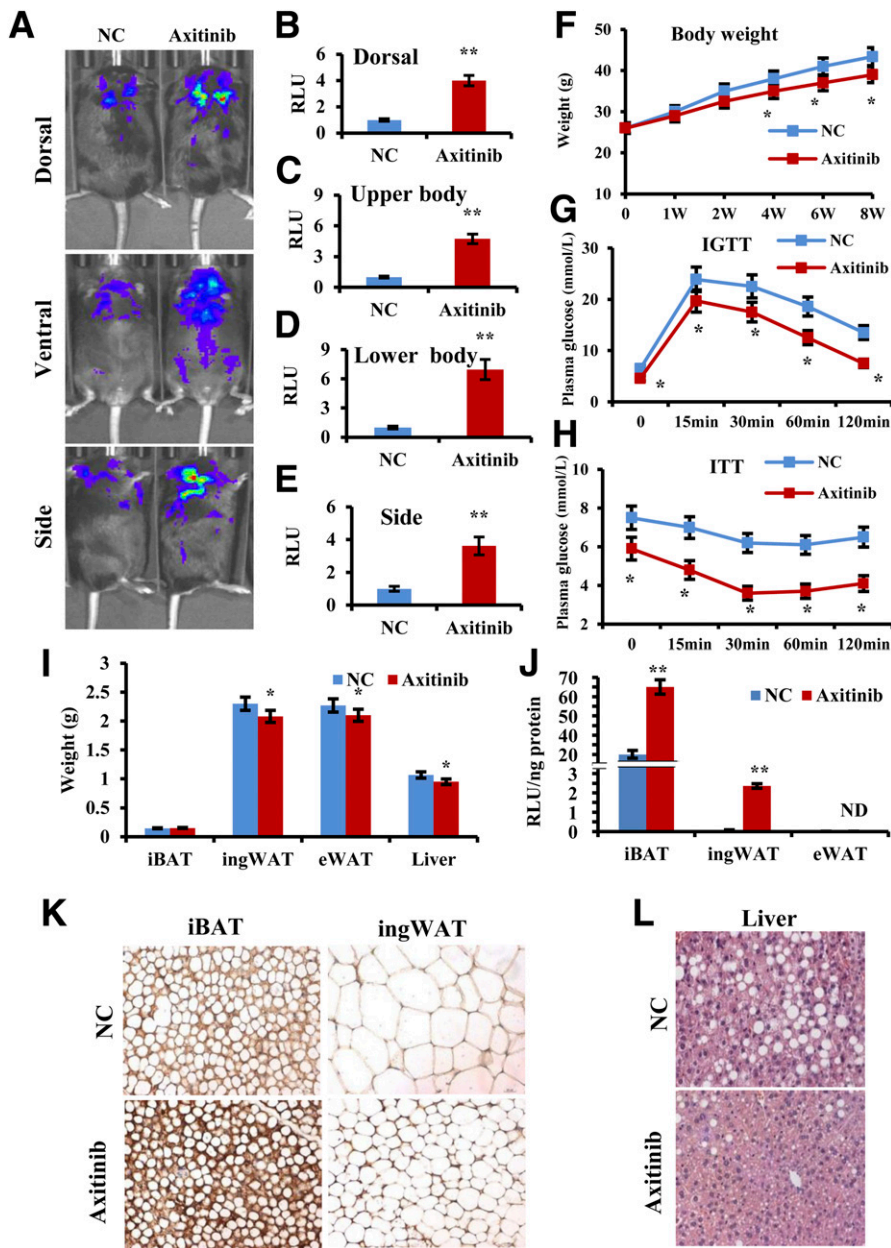 A
NC
Axitinib
Dorsal
Ventral
Side
B
Dorsal
**
RLU
6
4
2
0
NC
Axitinib
C
Upper body
**
RLU
9
6
3
0
NC
Axitinib
D
Lower body
**
RLU
9
6
3
0
NC
Axitinib
E
Side
**
RLU
6
4
2
0
NC
Axitinib
F
Body weight
Weight (g)
50
40
30
20
10
* * *
NC
Axitinib
0 1W 2W 4W 6W 8W
G
IGTT
NC
Axitinib
Plasma glucose (mmol/L)
30
20
10
0
* * * * *
0 15min 30min 60min 120min
H
ITT
NC
Axitinib
Plasma glucose (mmol/L)
10
8
6
4
2
* * * * *
0 15min 30min 60min 120min
I
NC Axitinib
Weight (g)
3
2.5
2
1.5
1
0.5
0
* * *
iBAT ingWAT eWAT Liver
J
NC Axitinib
RLU/ng protein
70
60
50
40
30
20
3
2
1
0
**
**
ND
iBAT ingWAT eWAT
K
iBAT ingWAT
NC
Axitinib
L
Liver
NC
Axitinib